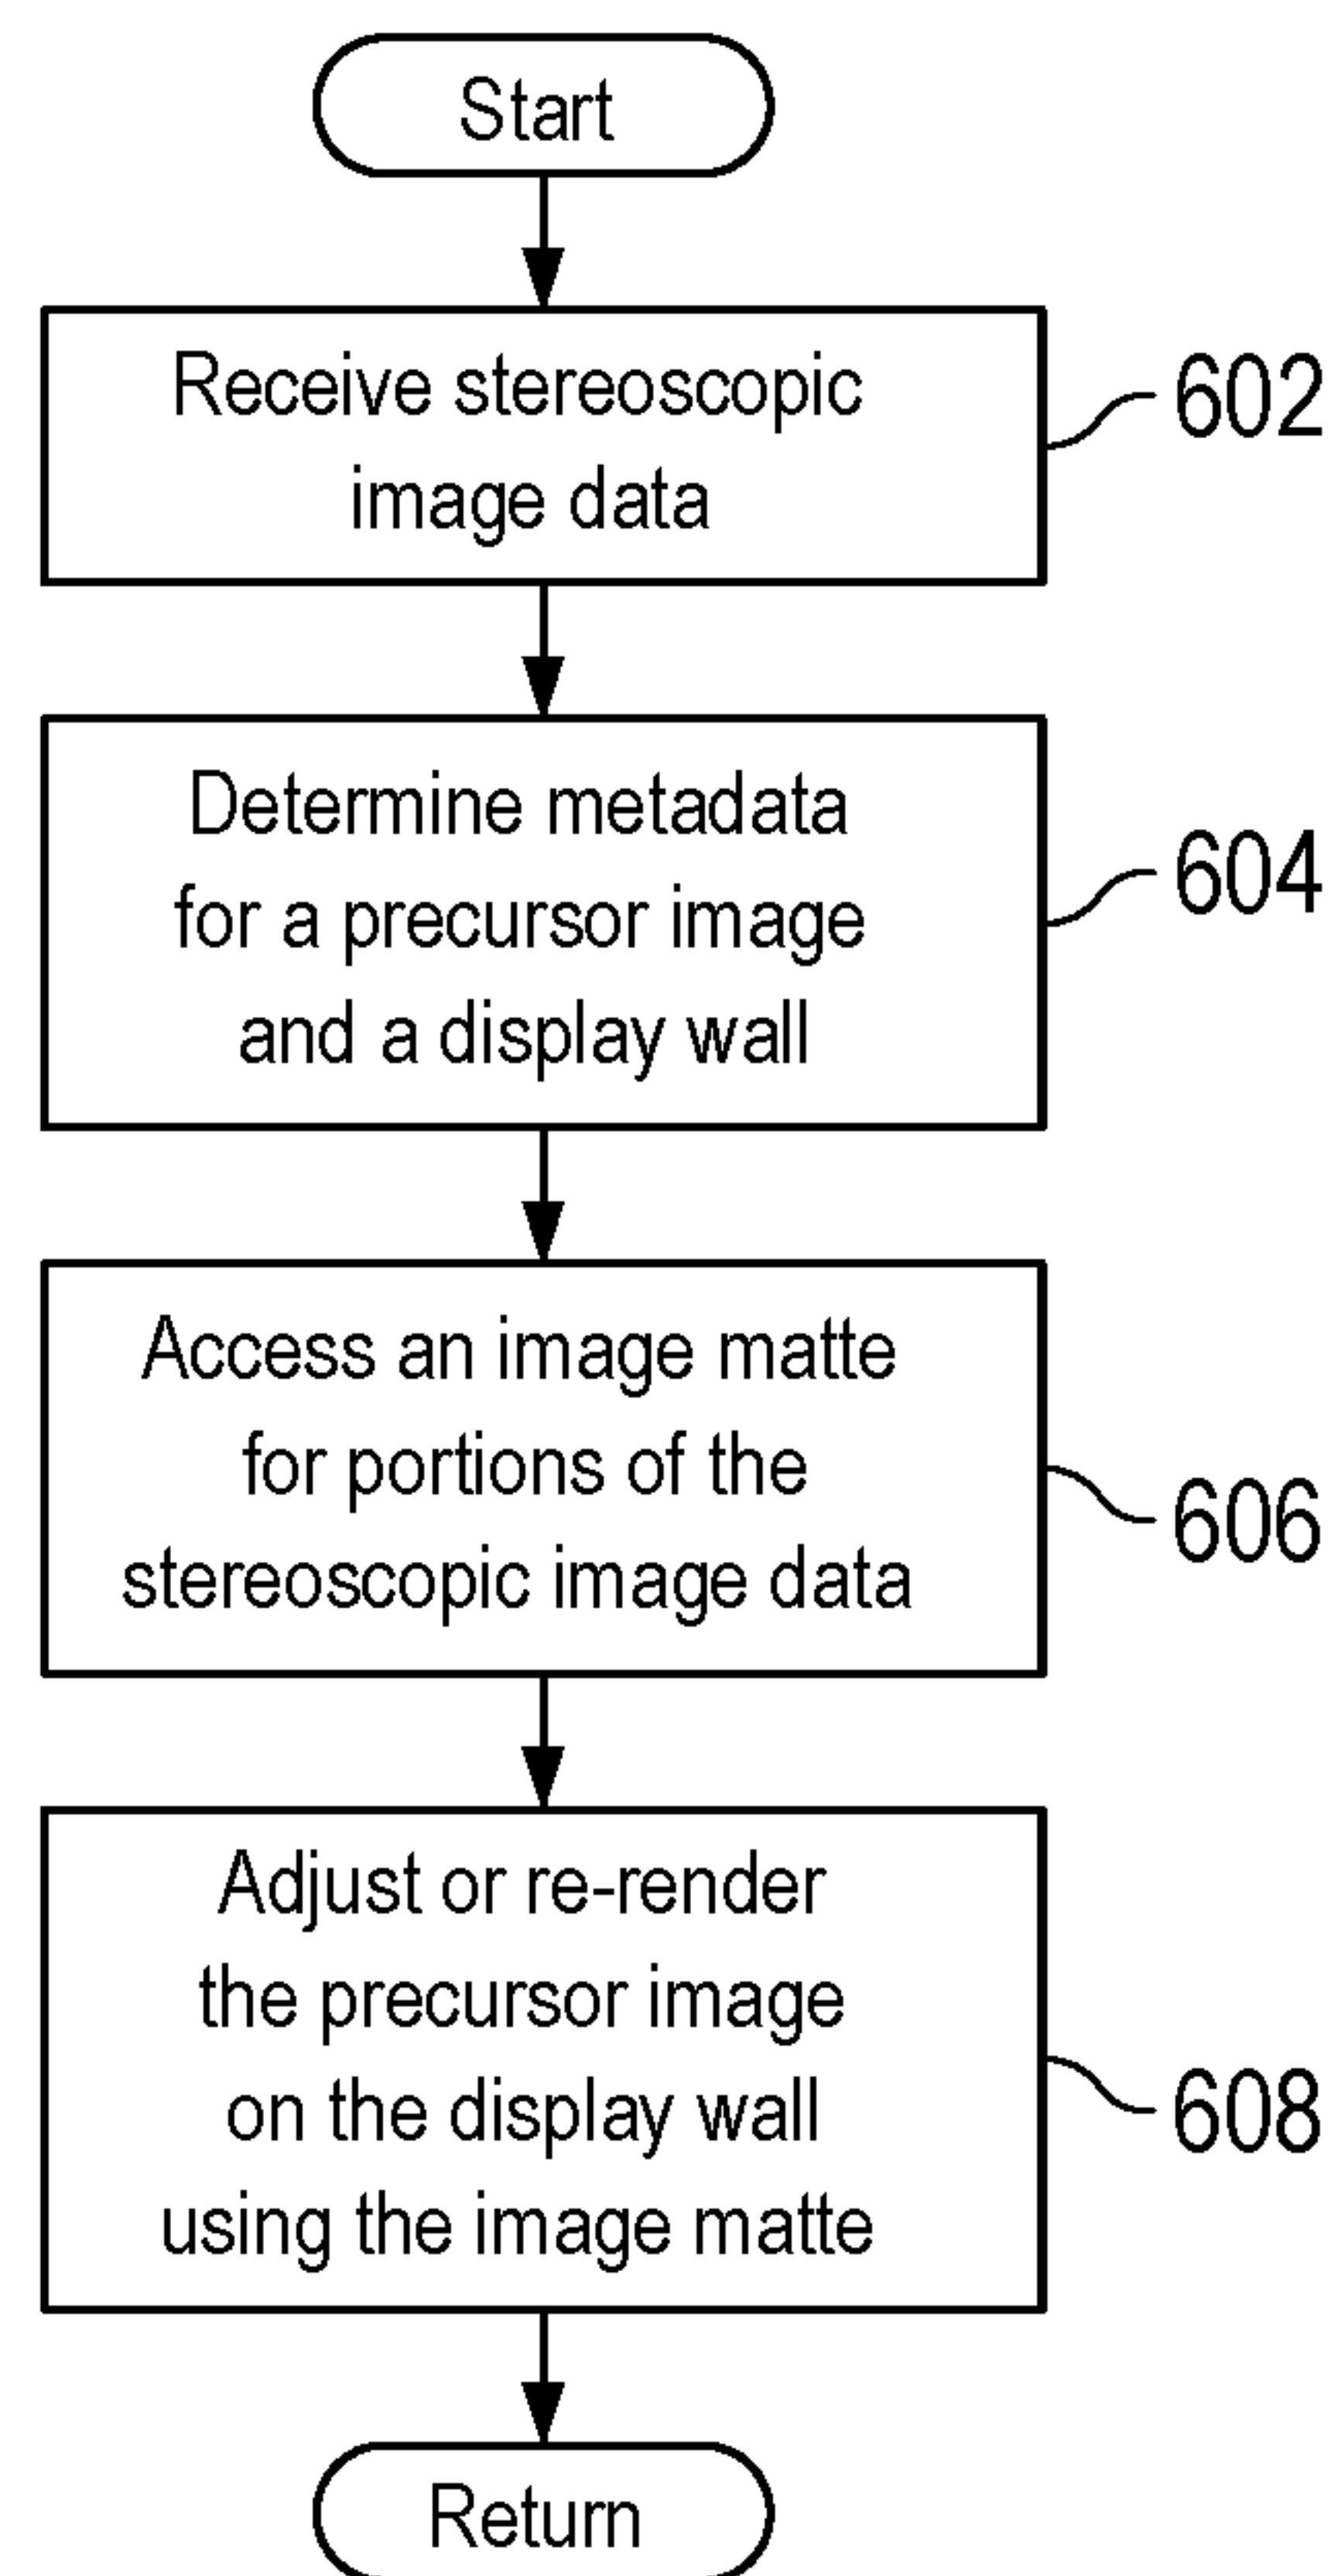 Start
Receive stereoscopic
image data
602
Determine metadata
for a precursor image
and a display wall
604
Access an image matte
for portions of the
stereoscopic image data
606
Adjust or re-render
the precursor image
on the display wall
using the image matte
608
Return